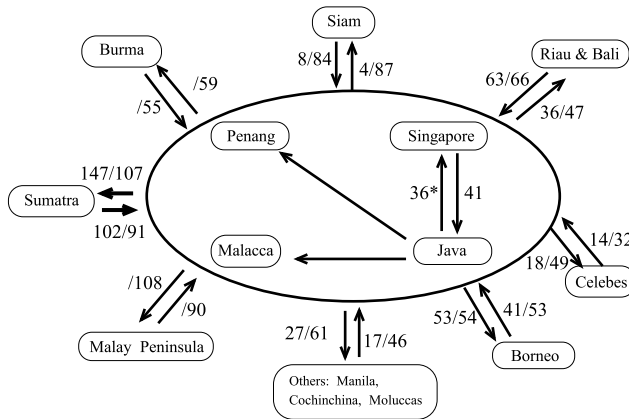 Siam
8/84
4/87
Burma
/59
/55
Riau & Bali
63/66
36/47
Penang
Singapore
147/107
Sumatra
102/91
36*
41
Malacca
Java
14/32
18/49
Celebes
/108
/90
Malay Peninsula
27/61
17/46
53/54
41/53
Borneo
Others: Manila,
Cochinchina, Moluccas